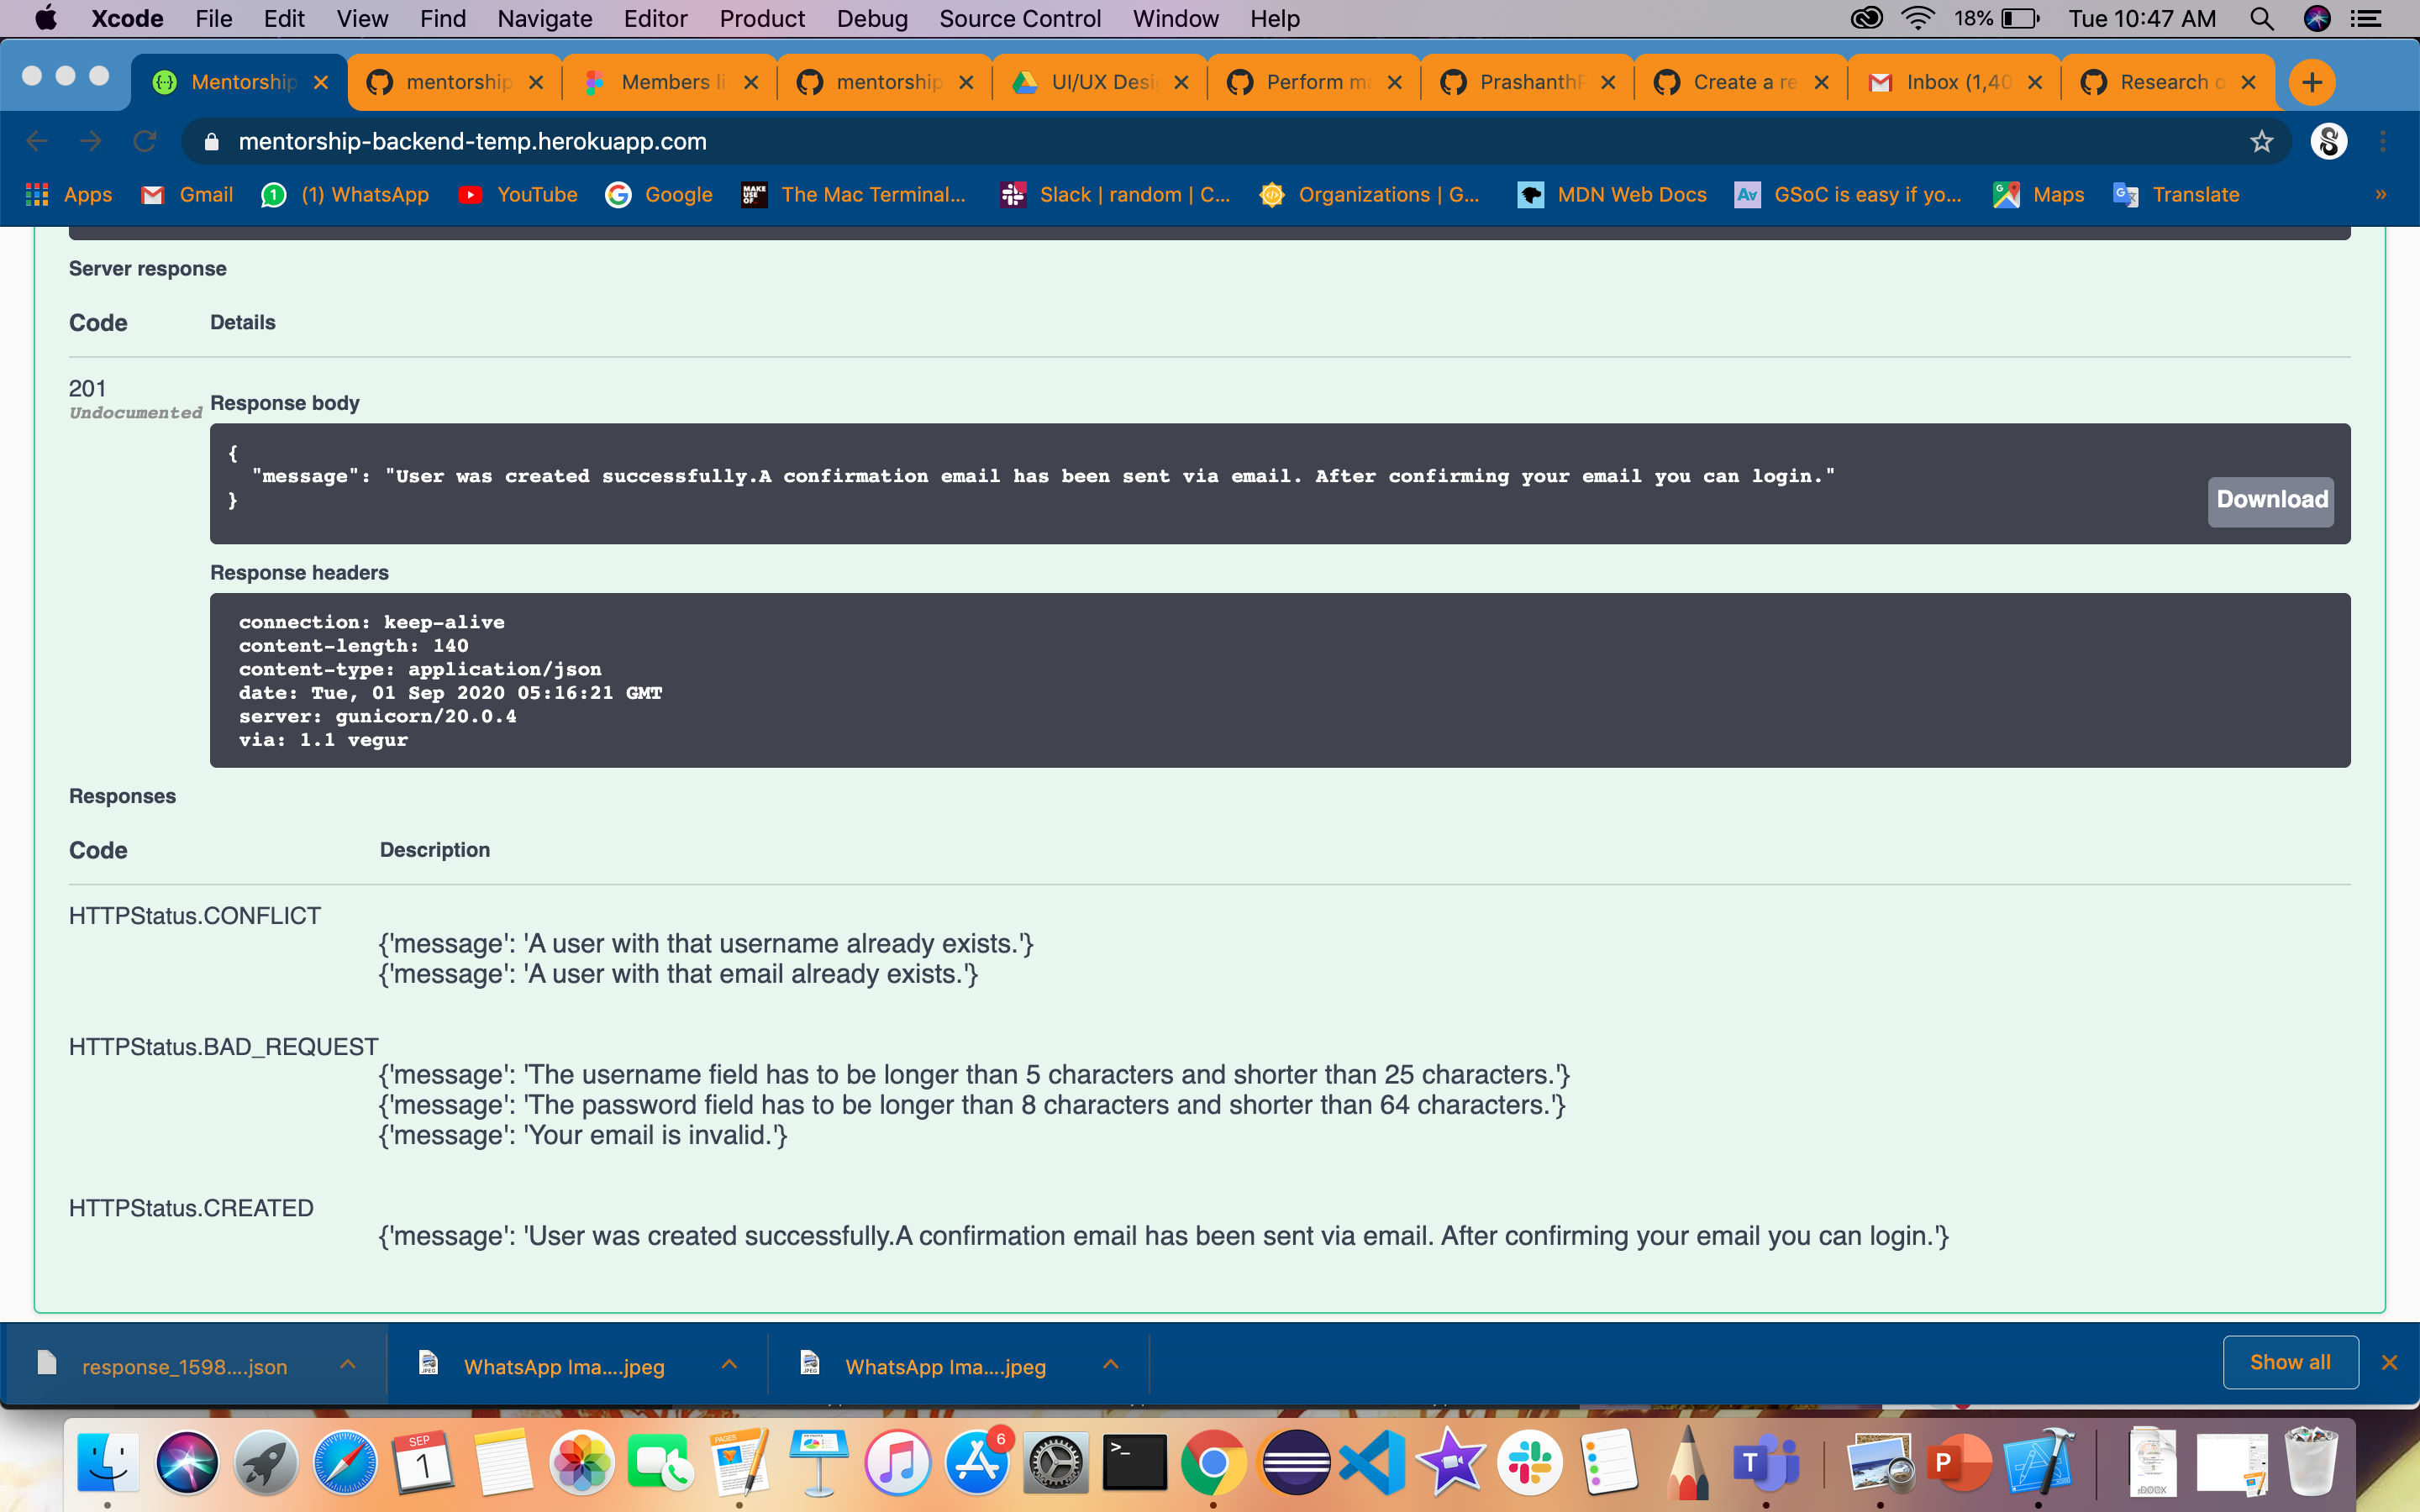 Xcode File Edit View Find Navigate Editor Product Debug Source Control Window Help 18% Tue 10:47 AM
Mentorship mentorship Members li mentorship UI/UX Desi Perform ma PrashanthP Create a re Inbox (1,40 Research o
mentorship-backend-temp.herokuapp.com
Apps Gmail (1) WhatsApp YouTube Google The Mac Terminal... Slack | random | C... Organizations | G... MDN Web Docs GSoC is easy if yo... Maps Translate »
Server response
Code Details
201
Undocumented
Response body
{
"message": "User was created successfully.A confirmation email has been sent via email. After confirming your email you can login."
}
Download
Response headers
connection: keep-alive
content-length: 140
content-type: application/json
date: Tue, 01 Sep 2020 05:16:21 GMT
server: gunicorn/20.0.4
via: 1.1 vegur
Responses
Code Description
HTTPStatus.CONFLICT
{'message': 'A user with that username already exists.'}
{'message': 'A user with that email already exists.'}
HTTPStatus.BAD_REQUEST
{'message': 'The username field has to be longer than 5 characters and shorter than 25 characters.'}
{'message': 'The password field has to be longer than 8 characters and shorter than 64 characters.'}
{'message': 'Your email is invalid.'}
HTTPStatus.CREATED
{'message': 'User was created successfully.A confirmation email has been sent via email. After confirming your email you can login.'}
response_1598....json WhatsApp Ima....jpeg WhatsApp Ima....jpeg Show all
SEP
1
PAGES
6
DOCX